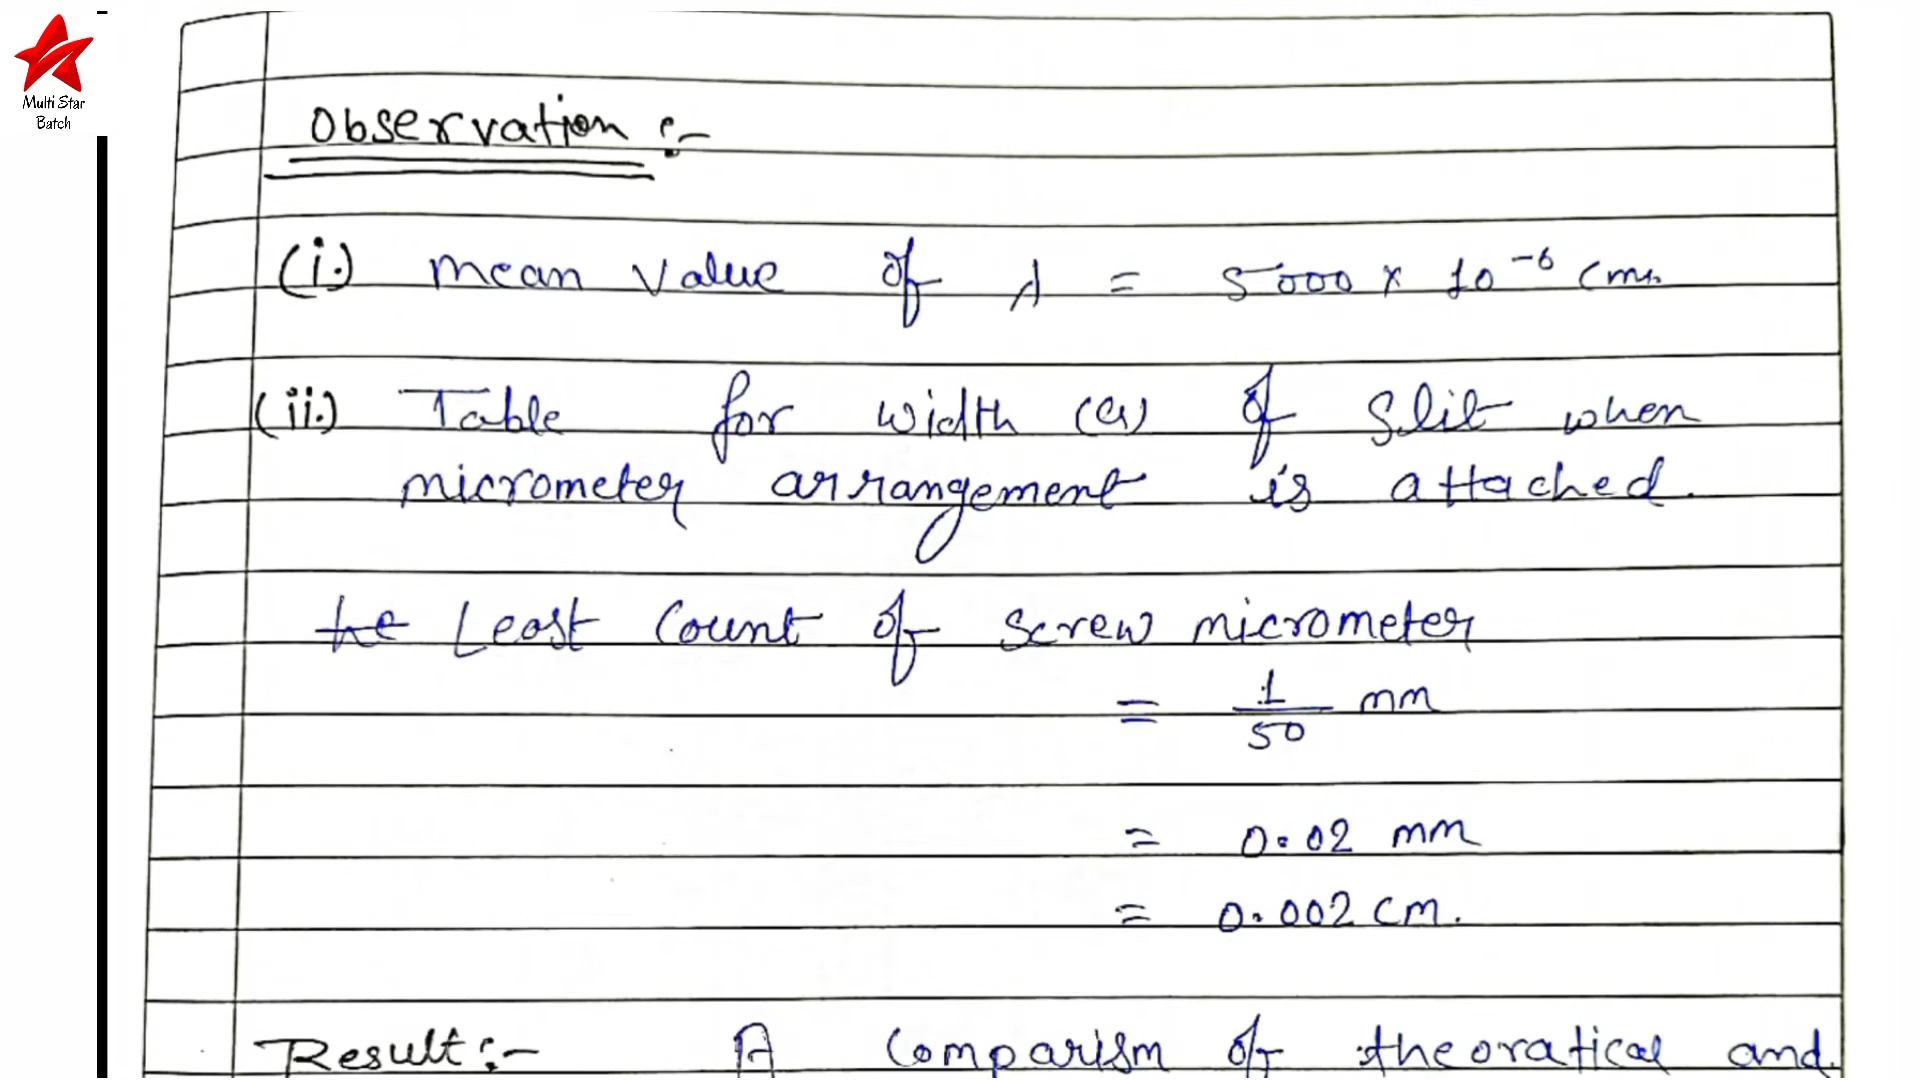 Multi Star
Batch
Observation :-
(i.) mean value of λ = 5000 × 10⁻⁶ cm.
(ii.) Table for width (a) of slit when
micrometer arrangement is attached.
the Least Count of screw micrometer
= 1/50 mm
= 0.02 mm
= 0.002 cm.
Result :- A comparism of theoratical and